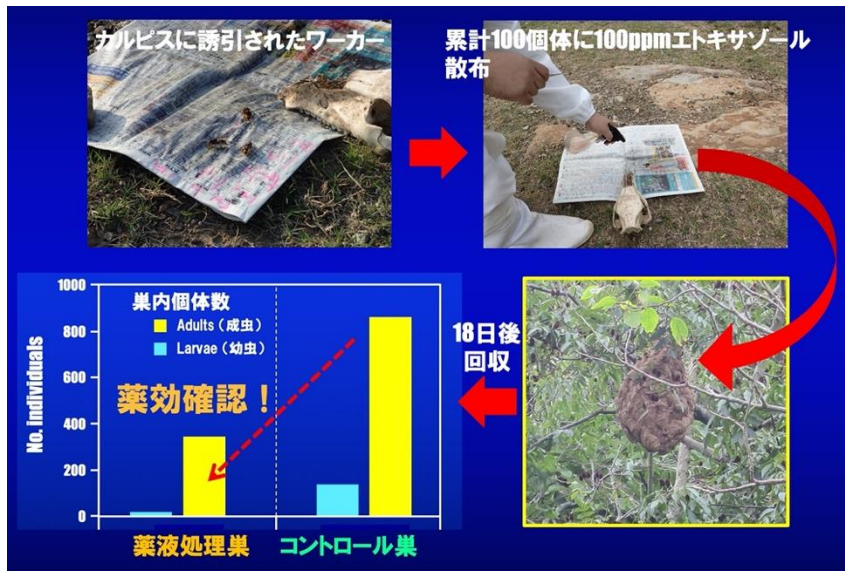 カルピスに誘引されたワーカー
累計100個体に100ppmエトキサゾール
散布
18日後
回収
1000
800
600
400
200
0
No. individuals
巣内個体数
Adults（成虫）
Larvae（幼虫）
薬効確認！
薬液処理巣
コントロール巣